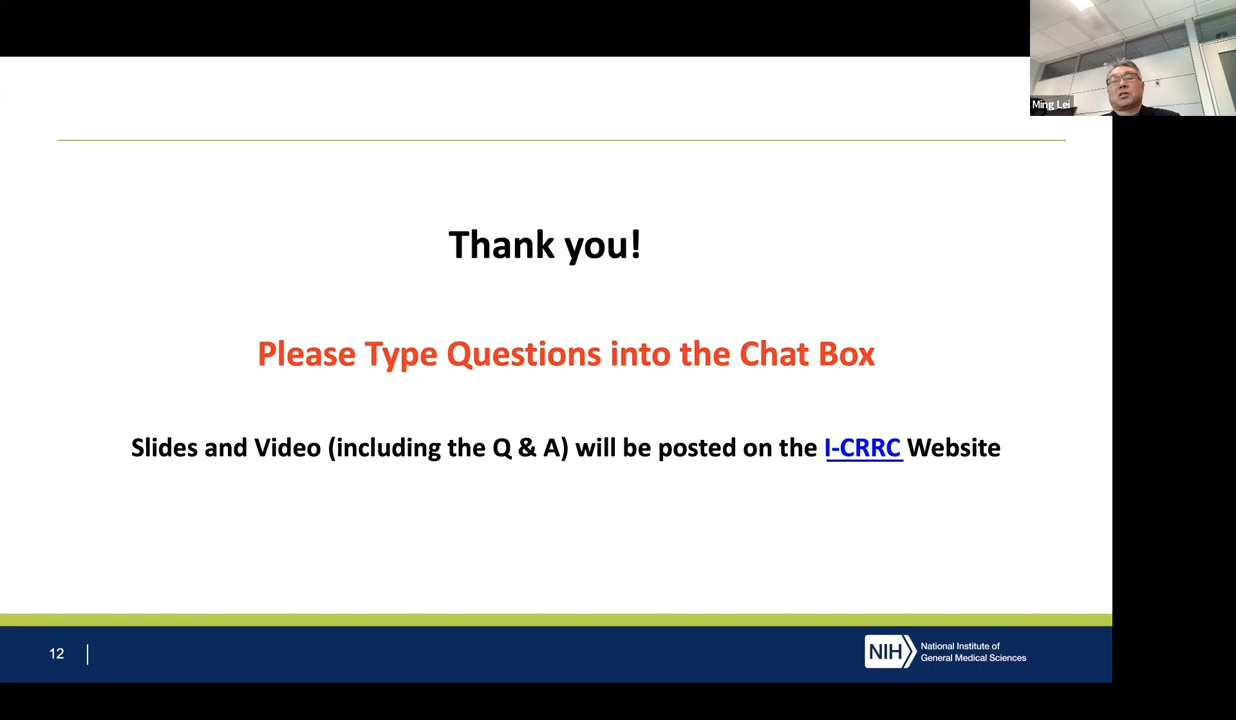 Ming Lei
Thank you!
Please Type Questions into the Chat Box
Slides and Video (including the Q & A) will be posted on the I-CRRC Website
12
NIH
National Institute of
General Medical Sciences